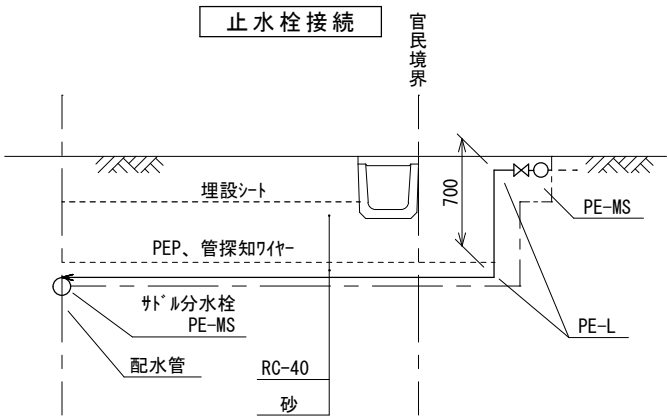 止水栓接続
官民境界
埋設シート
700
PE-MS
PEP、管探知ワイヤー
サドル分水栓
PE-MS
PE-L
配水管
RC-40
砂